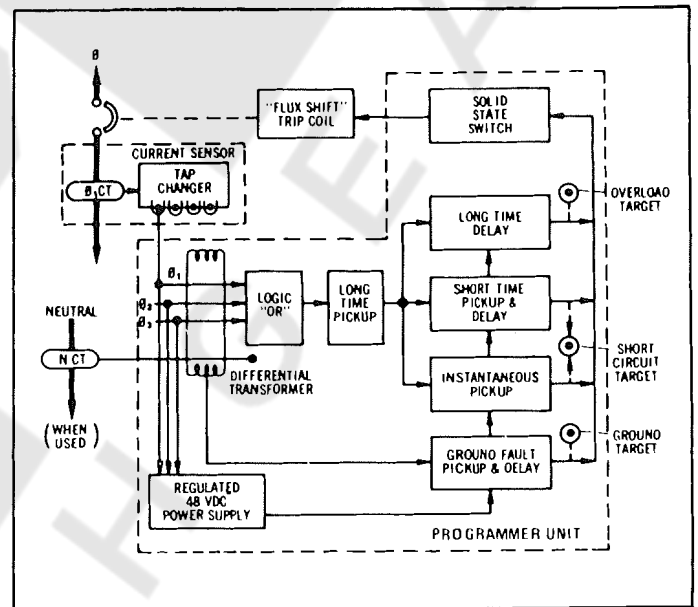 Ø
"FLUX SHIFT"
TRIP COIL
SOLID
STATE
SWITCH
CURRENT SENSOR
TAP
CHANGER
Ø₁CT
OVERLOAD
TARGET
LONG TIME
DELAY
Ø₁
Ø₂
Ø₃
LOGIC
"OR"
LONG
TIME
PICKUP
SHORT TIME
PICKUP &
DELAY
NEUTRAL
N CT
(WHEN
USED)
DIFFERENTIAL
TRANSFORMER
INSTANTANEOUS
PICKUP
SHORT
CIRCUIT
TARGET
GROUND FAULT
PICKUP & DELAY
GROUND
TARGET
REGULATED
48 VDC
POWER SUPPLY
PROGRAMMER UNIT